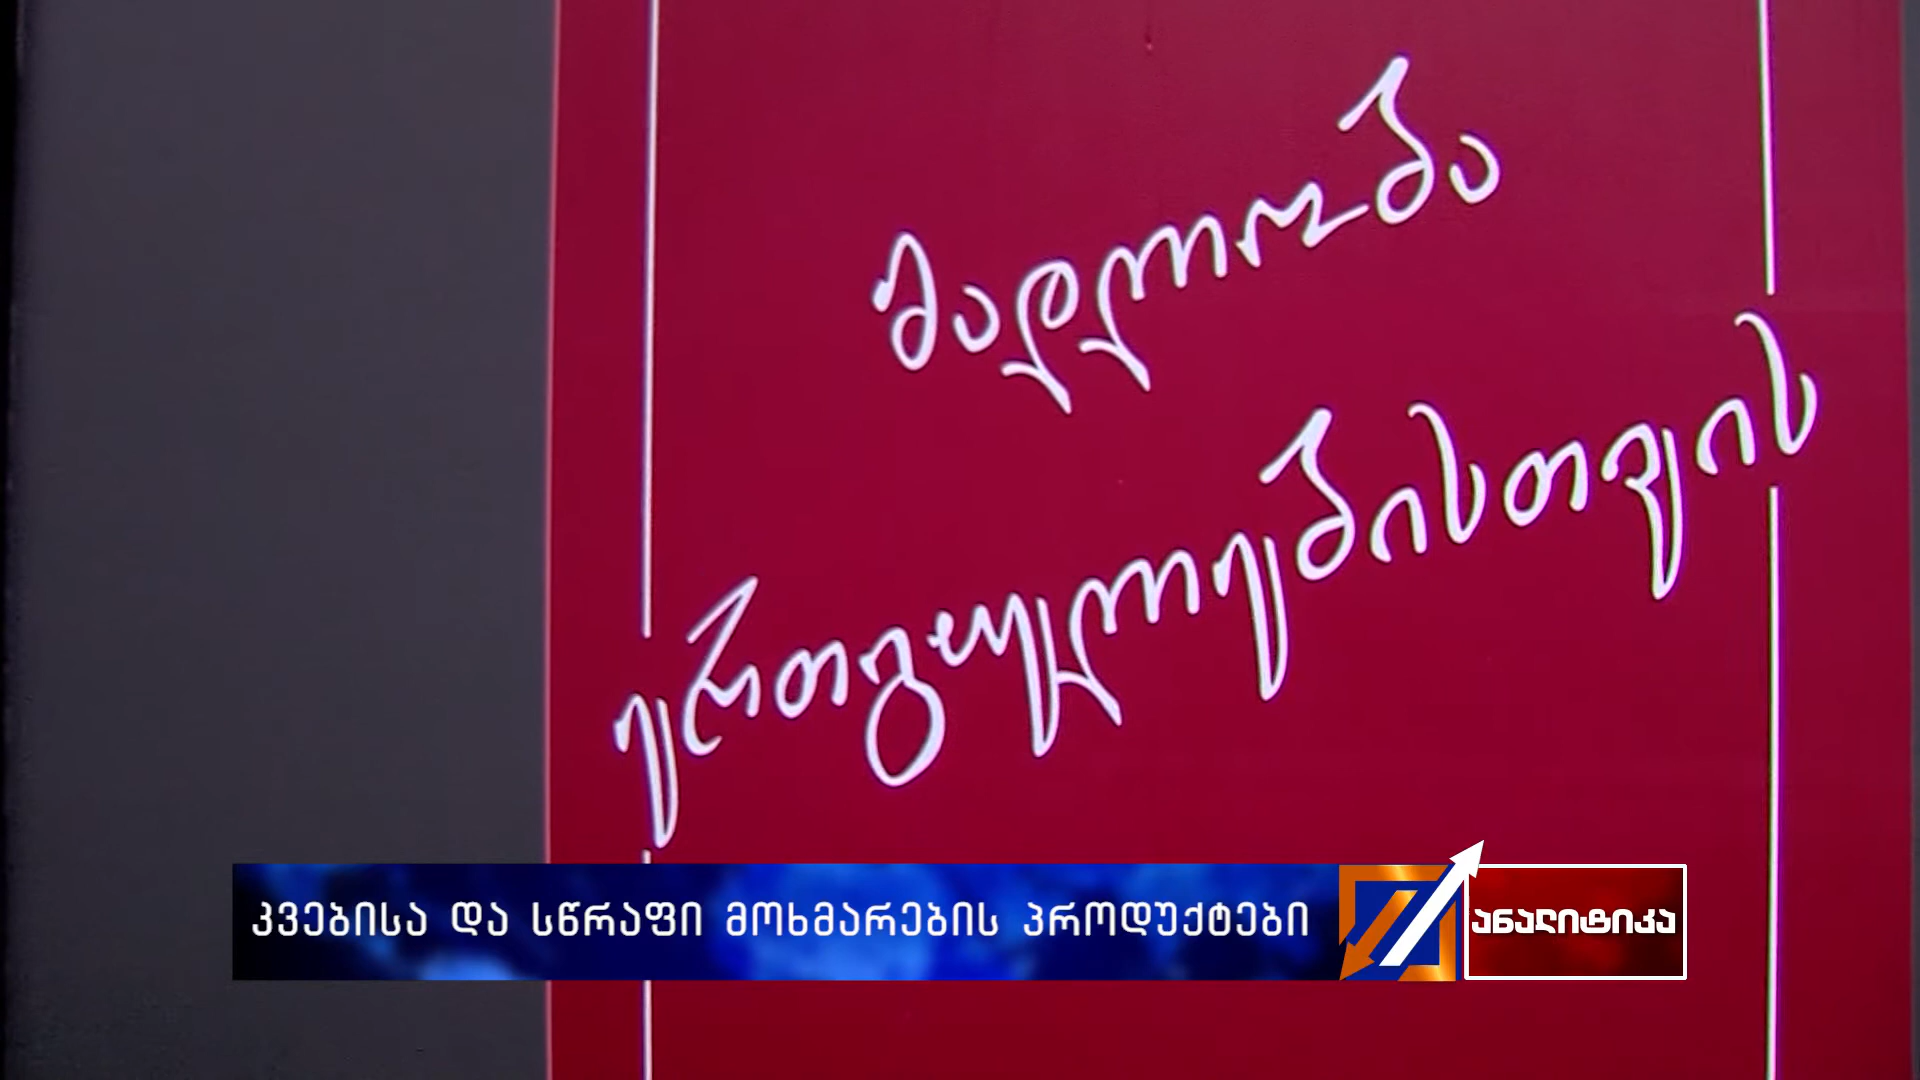 მადლობა
ერთგულებისთვის
კვებისა და სწრაფი მოხმარების პროდუქტები
ანალიტიკა